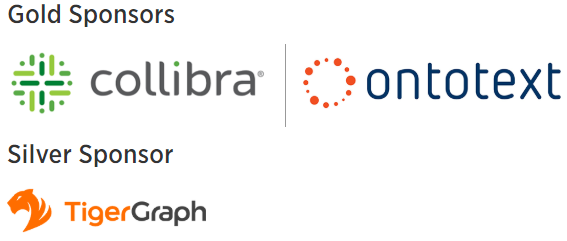 Gold Sponsors
collibra® ontotext
Silver Sponsor
TigerGraph